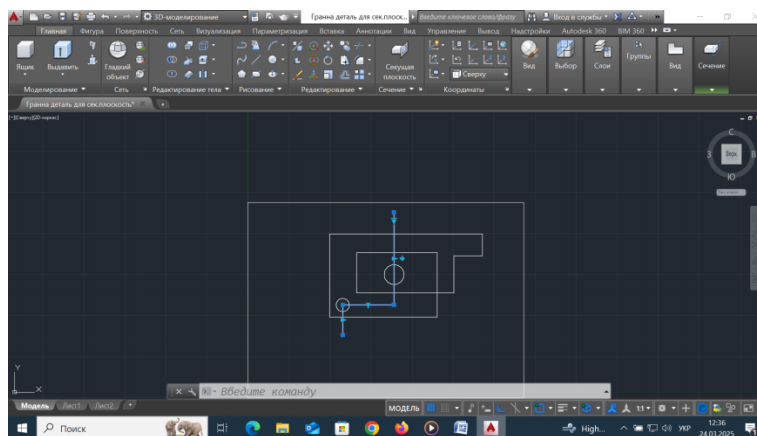 3D-моделирование
Гранна деталь для сек.плоск...
Введите ключевое слово/фразу
Вход в службы
Главная Фигура Поверхность Сеть Визуализация Параметризация Вставка Аннотации Вид Управление Вывод Надстройки Autodesk 360 BIM 360
Ящик Выдавить Гладкий объект Секущая плоскость Сверху Вид Выбор Слои Группы Вид Сечение
Моделирование Сеть Редактирование тела Рисование Редактирование Сечение Координаты
Гранна деталь для сек.плоскость*
[-][Сверху][2D-каркас]
С
З Верх В
Ю
Y
X
Введите команду
Модель Лист1 Лист2 +
МОДЕЛЬ 1:1
Поиск
High... УКР
12:36
24.03.2025